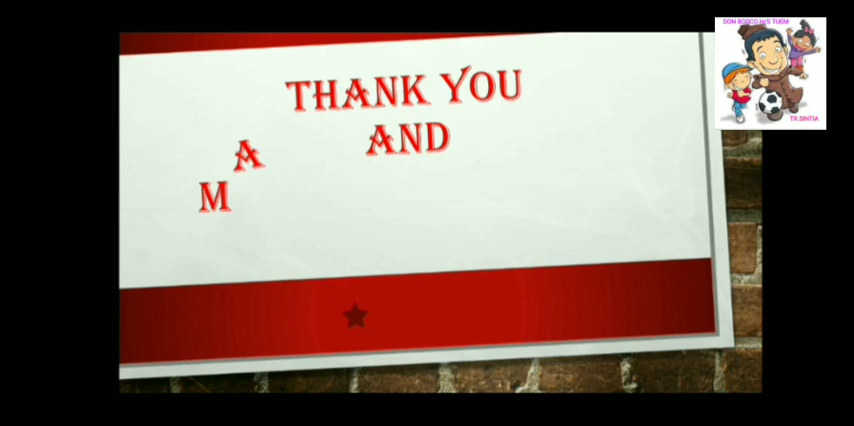 DON BOSCO H/S TUEM
THANK YOU
AND
A
M
TR.SINTIA